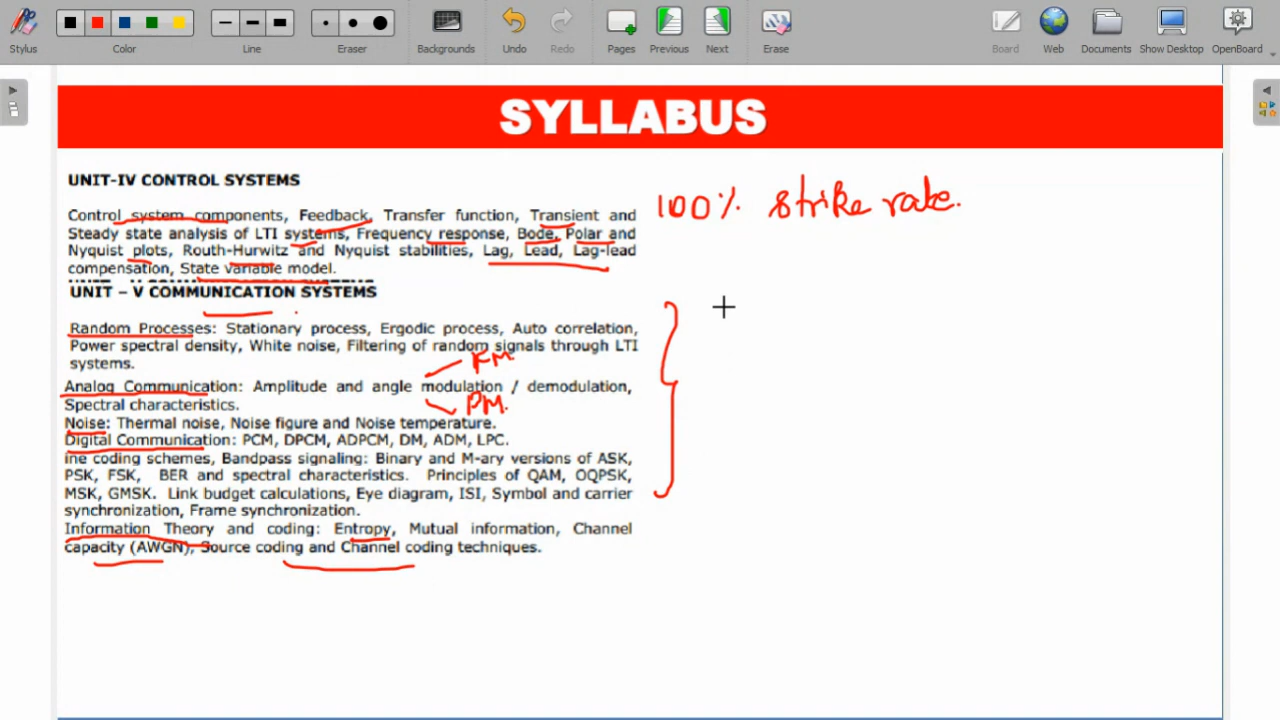 Stylus Color Line Eraser Backgrounds Undo Redo Pages Previous Next Erase Board Web Documents Show Desktop OpenBoard
SYLLABUS
UNIT-IV CONTROL SYSTEMS
Control system components, Feedback, Transfer function, Transient and
Steady state analysis of LTI systems, Frequency response, Bode, Polar and
Nyquist plots, Routh-Hurwitz and Nyquist stabilities, Lag, Lead, Lag-lead
compensation, State variable model.
100% strike rate.
UNIT – V COMMUNICATION SYSTEMS
Random Processes: Stationary process, Ergodic process, Auto correlation,
Power spectral density, White noise, Filtering of random signals through LTI
systems.
FM.
Analog Communication: Amplitude and angle modulation / demodulation,
Spectral characteristics.
PM.
Noise: Thermal noise, Noise figure and Noise temperature.
Digital Communication: PCM, DPCM, ADPCM, DM, ADM, LPC.
ine coding schemes, Bandpass signaling: Binary and M-ary versions of ASK,
PSK, FSK, BER and spectral characteristics. Principles of QAM, OQPSK,
MSK, GMSK. Link budget calculations, Eye diagram, ISI, Symbol and carrier
synchronization, Frame synchronization.
Information Theory and coding: Entropy, Mutual information, Channel
capacity (AWGN), Source coding and Channel coding techniques.